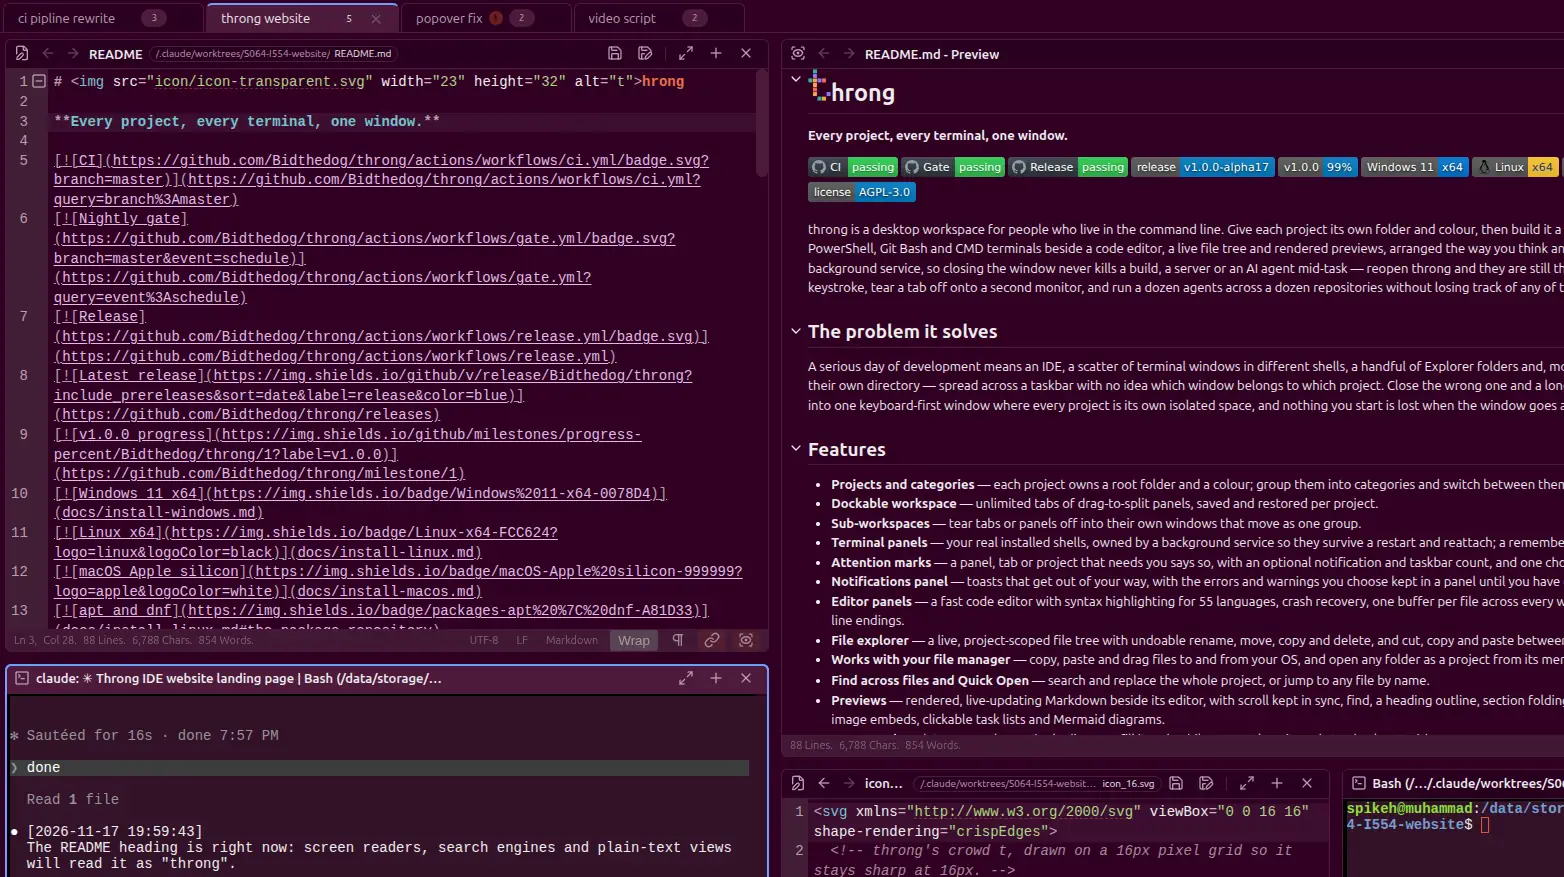 ci pipline rewrite 3
throng website 5
popover fix 2
video script 2
README /.claude/worktrees/S064-I554-website/ README.md
1 # <img src="icon/icon-transparent.svg" width="23" height="32" alt="t">hrong
2
3 **Every project, every terminal, one window.**
4
5 [![CI](https://github.com/Bidthedog/throng/actions/workflows/ci.yml/badge.svg?
branch=master)](https://github.com/Bidthedog/throng/actions/workflows/ci.yml?
query=branch%3Amaster)
6 [![Nightly gate]
(https://github.com/Bidthedog/throng/actions/workflows/gate.yml/badge.svg?
branch=master&event=schedule)]
(https://github.com/Bidthedog/throng/actions/workflows/gate.yml?
query=event%3Aschedule)
7 [![Release]
(https://github.com/Bidthedog/throng/actions/workflows/release.yml/badge.svg)]
(https://github.com/Bidthedog/throng/actions/workflows/release.yml)
8 [![Latest release](https://img.shields.io/github/v/release/Bidthedog/throng?
include_prereleases&sort=date&label=release&color=blue)]
(https://github.com/Bidthedog/throng/releases)
9 [![v1.0.0 progress](https://img.shields.io/github/milestones/progress-
percent/Bidthedog/throng/1?label=v1.0.0)]
(https://github.com/Bidthedog/throng/milestone/1)
10 [![Windows 11 x64](https://img.shields.io/badge/Windows%2011-x64-0078D4)]
(docs/install-windows.md)
11 [![Linux x64](https://img.shields.io/badge/Linux-x64-FCC624?
logo=linux&logoColor=black)](docs/install-linux.md)
12 [![macOS Apple silicon](https://img.shields.io/badge/macOS-Apple%20silicon-999999?
logo=apple&logoColor=white)](docs/install-macos.md)
13 [![apt and dnf](https://img.shields.io/badge/packages-apt%20%7C%20dnf-A81D33)]
(docs/install-linux.md#the-package-repository)
Ln 3, Col 28. 88 Lines. 6,788 Chars. 854 Words. UTF-8 LF Markdown Wrap ¶
claude: ✳ Throng IDE website landing page | Bash (/data/storage/...
✻ Sautéed for 16s · done 7:57 PM
❯ done
Read 1 file
● [2026-11-17 19:59:43]
The README heading is right now: screen readers, search engines and plain-text views
will read it as "throng".
README.md - Preview
throng
Every project, every terminal, one window.
CI passing Gate passing Release passing release v1.0.0-alpha17 v1.0.0 99% Windows 11 x64 Linux x64
license AGPL-3.0
throng is a desktop workspace for people who live in the command line. Give each project its own folder and colour, then build it a
PowerShell, Git Bash and CMD terminals beside a code editor, a live file tree and rendered previews, arranged the way you think an
background service, so closing the window never kills a build, a server or an AI agent mid-task — reopen throng and they are still th
keystroke, tear a tab off onto a second monitor, and run a dozen agents across a dozen repositories without losing track of any of t
The problem it solves
A serious day of development means an IDE, a scatter of terminal windows in different shells, a handful of Explorer folders and, mo
their own directory — spread across a taskbar with no idea which window belongs to which project. Close the wrong one and a lon
into one keyboard-first window where every project is its own isolated space, and nothing you start is lost when the window goes a
Features
• Projects and categories — each project owns a root folder and a colour; group them into categories and switch between them
• Dockable workspace — unlimited tabs of drag-to-split panels, saved and restored per project.
• Sub-workspaces — tear tabs or panels off into their own windows that move as one group.
• Terminal panels — your real installed shells, owned by a background service so they survive a restart and reattach; a remembe
• Attention marks — a panel, tab or project that needs you says so, with an optional notification and taskbar count, and one cho
• Notifications panel — toasts that get out of your way, with the errors and warnings you choose kept in a panel until you have
• Editor panels — a fast code editor with syntax highlighting for 55 languages, crash recovery, one buffer per file across every w
line endings.
• File explorer — a live, project-scoped file tree with undoable rename, move, copy and delete, and cut, copy and paste between
• Works with your file manager — copy, paste and drag files to and from your OS, and open any folder as a project from its me
• Find across files and Quick Open — search and replace the whole project, or jump to any file by name.
• Previews — rendered, live-updating Markdown beside its editor, with scroll kept in sync, find, a heading outline, section folding
image embeds, clickable task lists and Mermaid diagrams.
88 Lines. 6,788 Chars. 854 Words.
icon... /.claude/worktrees/S064-I554-websit... icon_16.svg
1 <svg xmlns="http://www.w3.org/2000/svg" viewBox="0 0 16 16"
shape-rendering="crispEdges">
2 <!-- throng's crowd t, drawn on a 16px pixel grid so it
stays sharp at 16px. -->
Bash (/.../.claude/worktrees/S06
spikeh@muhammad:/data/stor
4-I554-website$